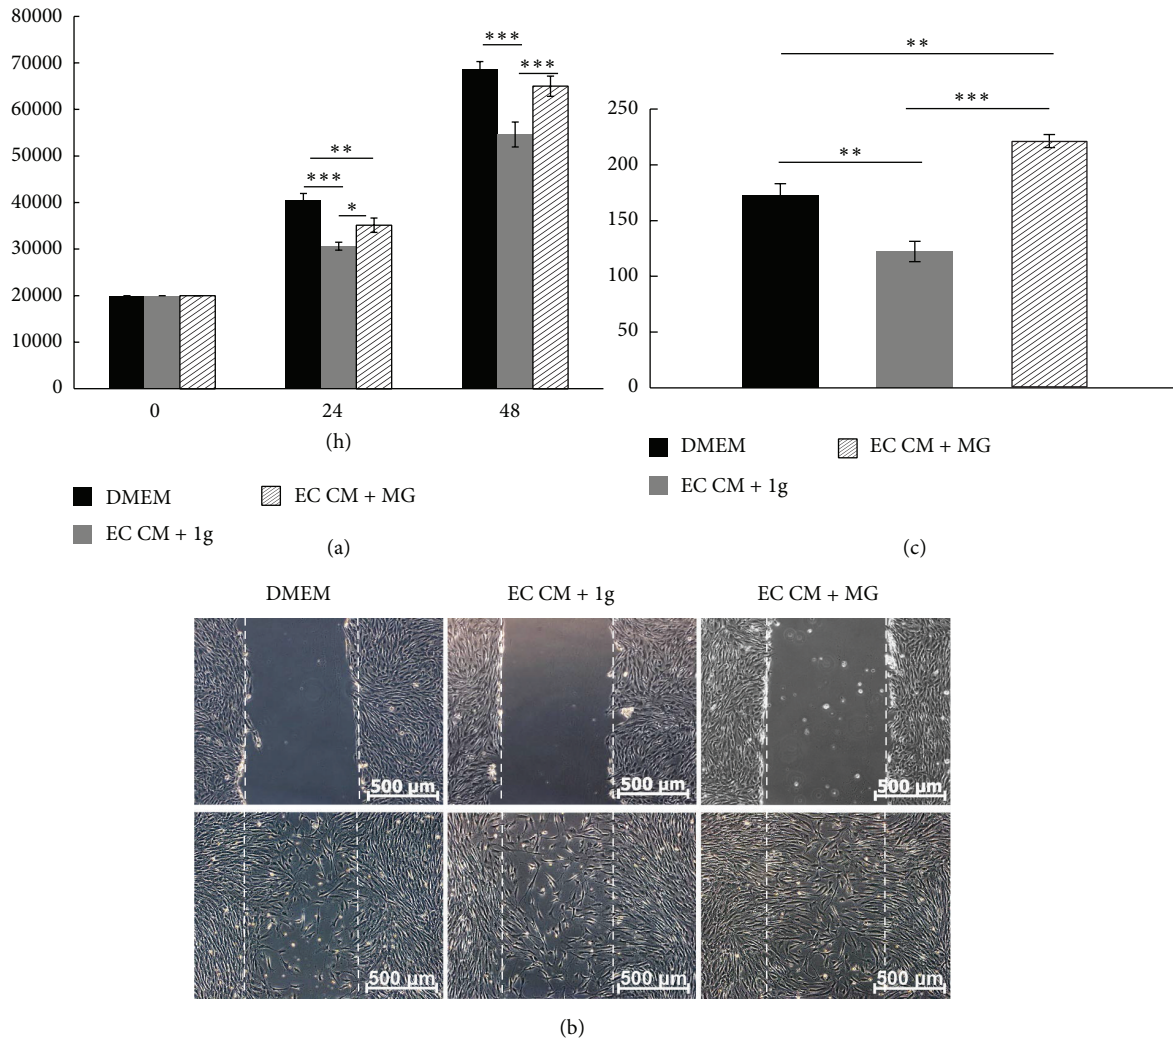 80000
70000
60000
50000
40000
30000
20000
10000
0
***
**
*
***
***
***
0 24 48
(h)
DMEM
EC CM + MG
EC CM + 1g
(a)
250
200
150
100
50
0
**
***
**
DMEM
EC CM + MG
EC CM + 1g
(c)
DMEM EC CM + 1g EC CM + MG
500 µm 500 µm 500 µm
500 µm 500 µm 500 µm
(b)